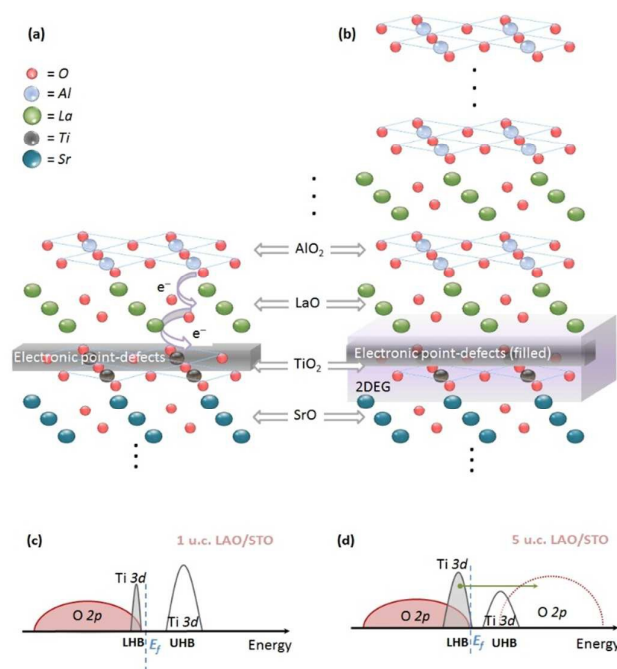 (a)
= O
= Al
= La
= Ti
= Sr
(b)
AlO₂
LaO
TiO₂
SrO
e⁻
e⁻
Electronic point-defects
Electronic point-defects (filled)
2DEG
(c)
1 u.c. LAO/STO
Ti 3d
O 2p
Ti 3d
LHB
E_f
UHB
Energy
(d)
5 u.c. LAO/STO
Ti 3d
O 2p
Ti 3d
O 2p
LHB
E_f
UHB
Energy